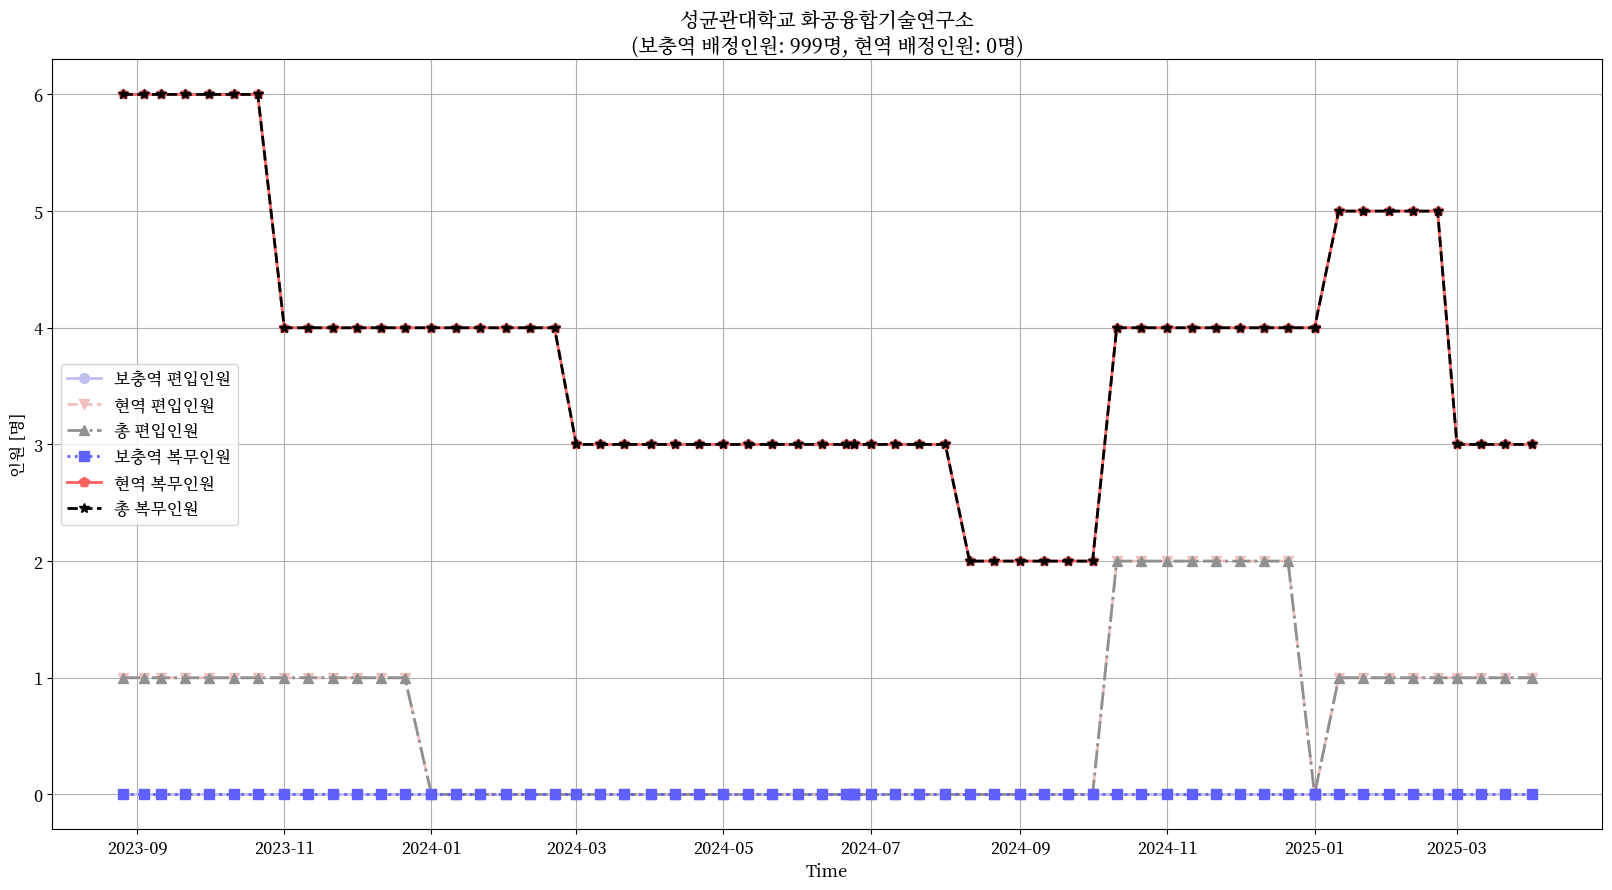 성균관대학교 화공융합기술연구소
(보충역 배정인원: 999명, 현역 배정인원: 0명)
6
5
4
3
2
1
0
인원 [명]
보충역 편입인원
현역 편입인원
총 편입인원
보충역 복무인원
현역 복무인원
총 복무인원
2023-09 2023-11 2024-01 2024-03 2024-05 2024-07 2024-09 2024-11 2025-01 2025-03
Time